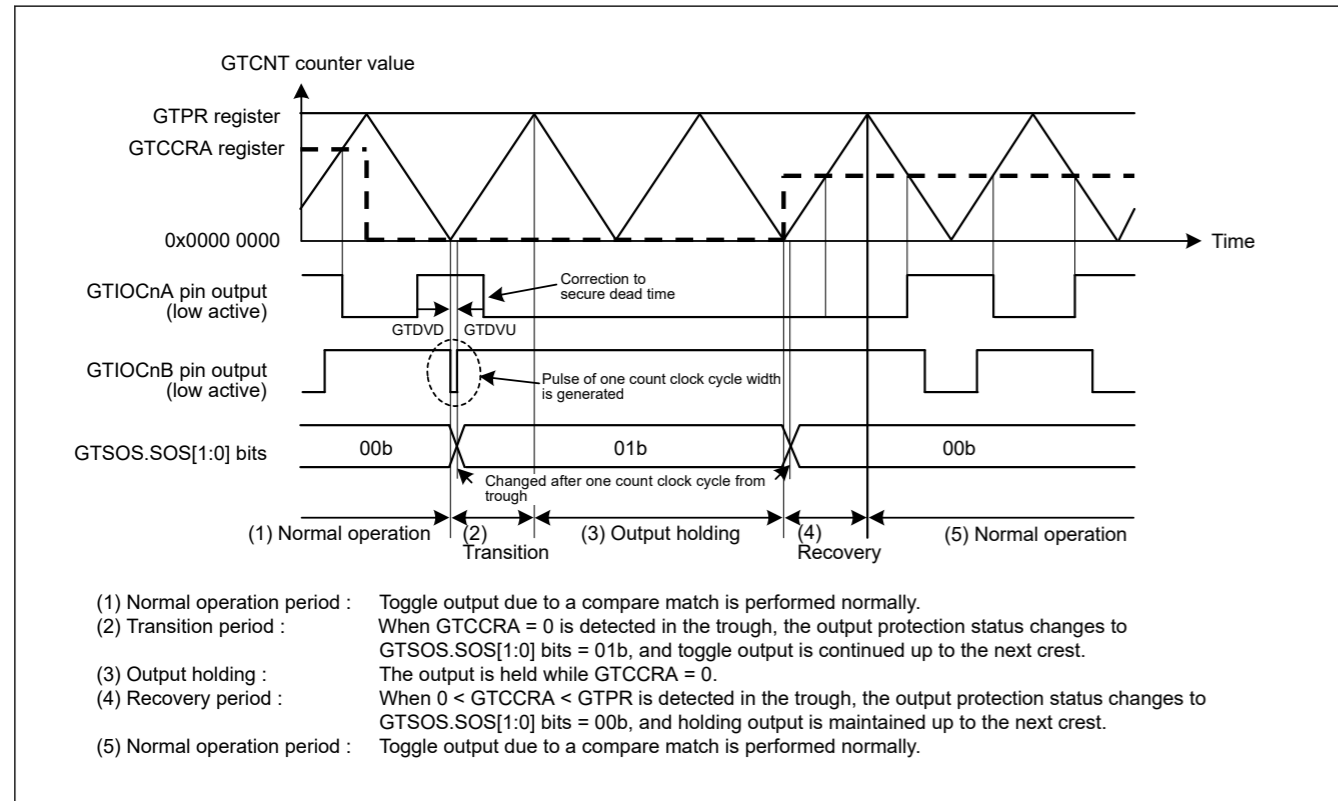 GTCNT counter value
GTPR register
GTCCRA register
0x0000 0000
Time
GTIOCnA pin output
(low active)
Correction to
secure dead time
GTDVD
GTDVU
GTIOCnB pin output
(low active)
Pulse of one count clock cycle width
is generated
GTSOS.SOS[1:0] bits
00b
01b
00b
Changed after one count clock cycle from
trough
(1) Normal operation
(2)
Transition
(3) Output holding
(4)
Recovery
(5) Normal operation
(1) Normal operation period : Toggle output due to a compare match is performed normally.
(2) Transition period : When GTCCRA = 0 is detected in the trough, the output protection status changes to
GTSOS.SOS[1:0] bits = 01b, and toggle output is continued up to the next crest.
(3) Output holding : The output is held while GTCCRA = 0.
(4) Recovery period : When 0 < GTCCRA < GTPR is detected in the trough, the output protection status changes to
GTSOS.SOS[1:0] bits = 00b, and holding output is maintained up to the next crest.
(5) Normal operation period : Toggle output due to a compare match is performed normally.